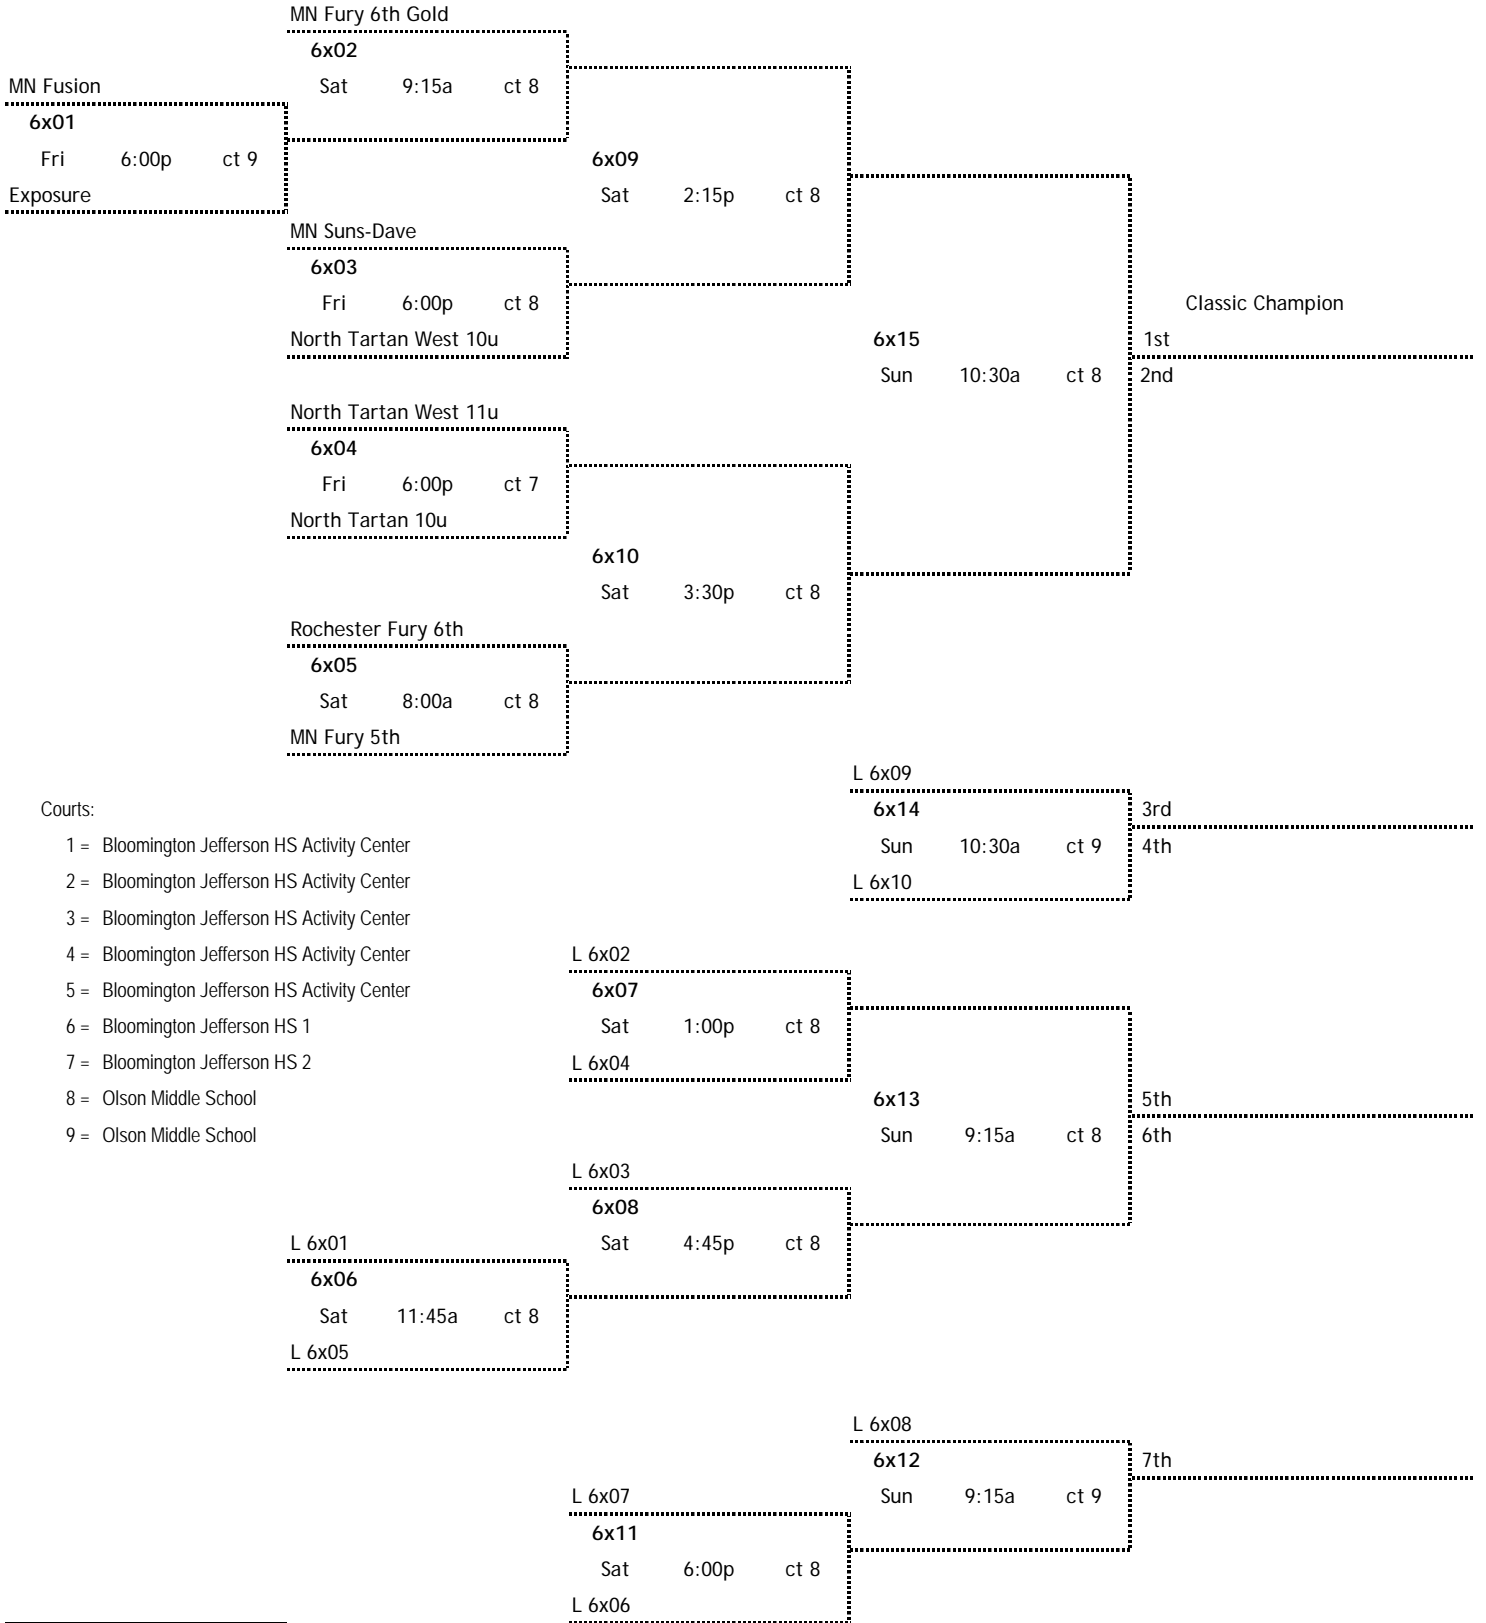 MN Fury 6th Gold
6x02
MN Fusion Sat 9:15a ct 8
6x01
Fri 6:00p ct 9 6x09
Exposure Sat 2:15p ct 8
MN Suns-Dave
6x03
Fri 6:00p ct 8 Classic Champion
North Tartan West 10u 6x15 1st
Sun 10:30a ct 8 2nd
North Tartan West 11u
6x04
Fri 6:00p ct 7
North Tartan 10u
6x10
Sat 3:30p ct 8
Rochester Fury 6th
6x05
Sat 8:00a ct 8
MN Fury 5th
L 6x09
Courts: 6x14 3rd
1 = Bloomington Jefferson HS Activity Center Sun 10:30a ct 9 4th
2 = Bloomington Jefferson HS Activity Center L 6x10
3 = Bloomington Jefferson HS Activity Center
4 = Bloomington Jefferson HS Activity Center L 6x02
5 = Bloomington Jefferson HS Activity Center 6x07
6 = Bloomington Jefferson HS 1 Sat 1:00p ct 8
7 = Bloomington Jefferson HS 2 L 6x04
8 = Olson Middle School 6x13 5th
9 = Olson Middle School Sun 9:15a ct 8 6th
L 6x03
6x08
L 6x01 Sat 4:45p ct 8
6x06
Sat 11:45a ct 8
L 6x05
L 6x08
6x12 7th
L 6x07 Sun 9:15a ct 9
6x11
Sat 6:00p ct 8
L 6x06